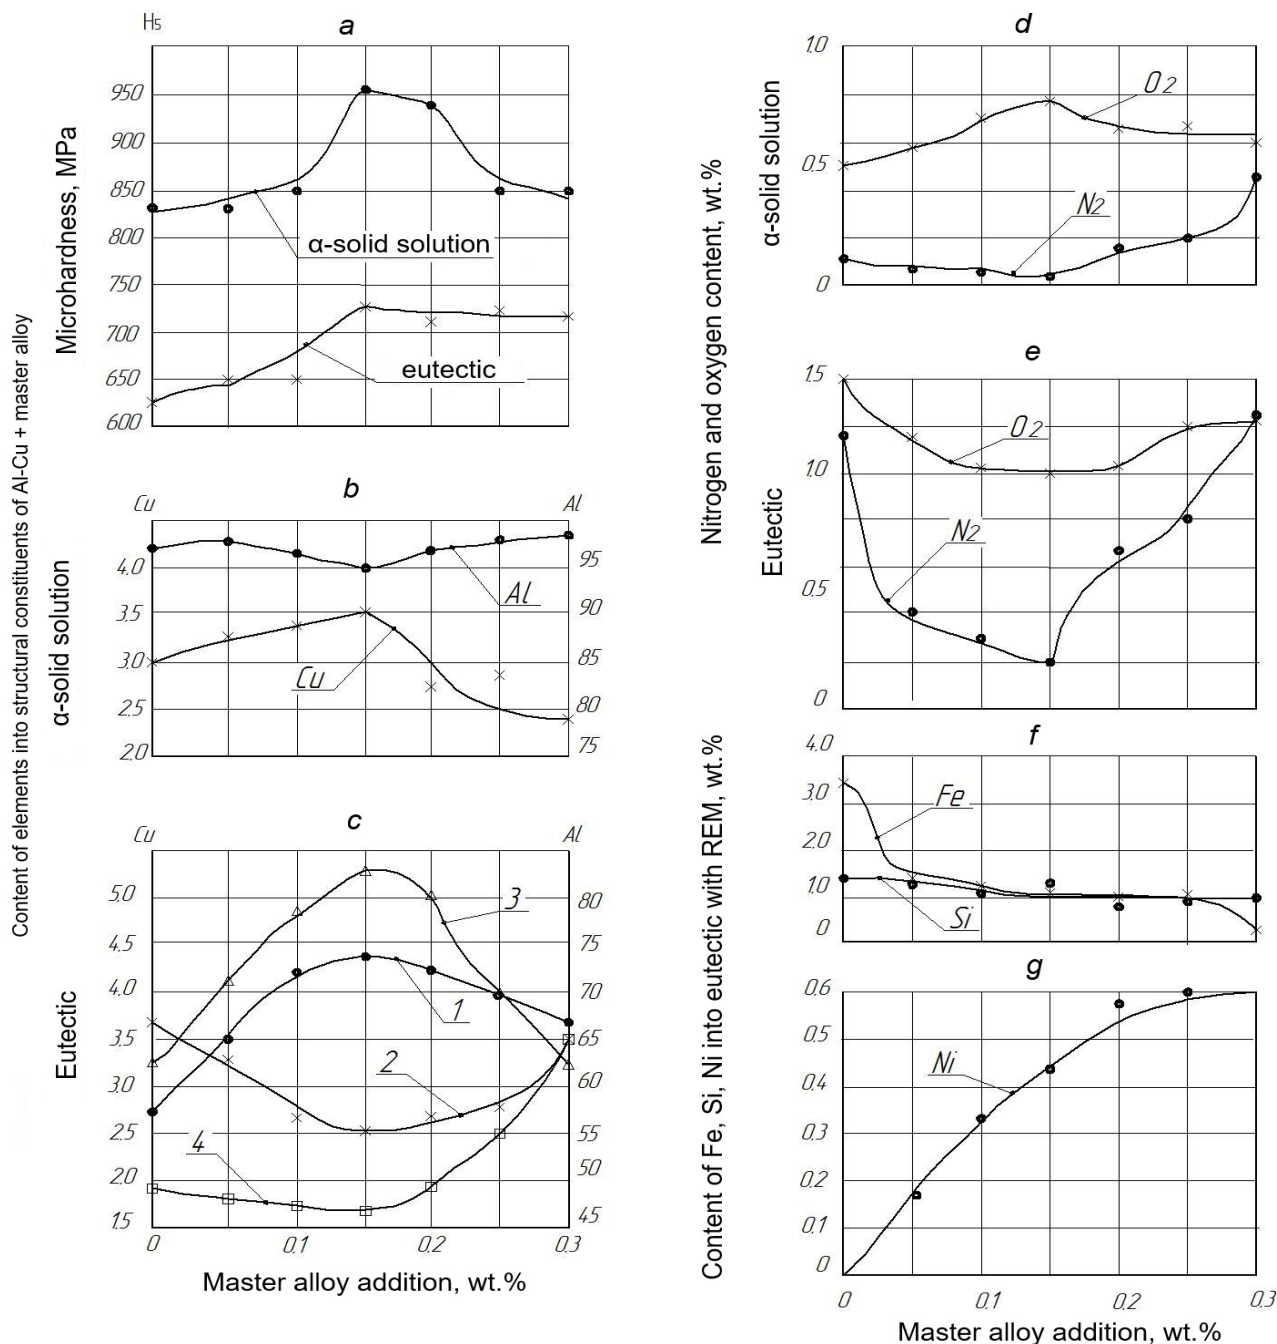 Content of elements into structural constituents of Al-Cu + master alloy
H₅
a
Microhardness, MPa
950
900
850
800
750
700
650
600
α-solid solution
eutectic
b
Cu
Al
α-solid solution
4.0
3.5
3.0
2.5
2.0
95
90
85
80
75
Al
Cu
c
Cu
Al
Eutectic
5.0
4.5
4.0
3.5
3.0
2.5
2.0
1.5
80
75
70
65
60
55
50
45
3
1
2
4
0
0.1
0.2
0.3
Master alloy addition, wt.%
Nitrogen and oxygen content, wt.%
d
α-solid solution
1.0
0.5
0
O2
N2
e
Eutectic
1.5
1.0
0.5
0
O2
N2
Content of Fe, Si, Ni into eutectic with REM, wt.%
f
4.0
3.0
2.0
1.0
0
Fe
Si
g
0.6
0.5
0.4
0.3
0.2
0.1
0
Ni
0
0.1
0.2
0.3
Master alloy addition, wt.%